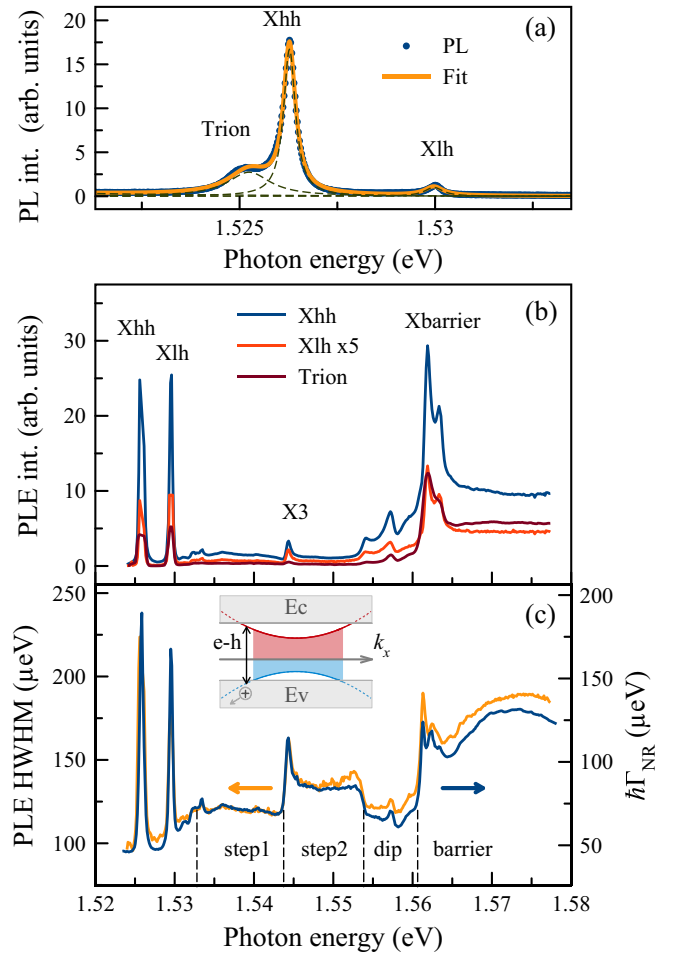 (a)
Xhh
PL
Fit
Trion
Xlh
PL int. (arb. units)
20
15
10
5
0
1.525
1.53
Photon energy (eV)
(b)
Xhh
Xlh
Xhh
Xlh x5
Trion
Xbarrier
X3
PLE int. (arb. units)
30
20
10
0
(c)
Ec
e-h
k_x
Ev
+
PLE HWHM (μeV)
250
200
150
100
ħΓ_NR (μeV)
200
150
100
50
step1
step2
dip
barrier
1.52
1.53
1.54
1.55
1.56
1.57
1.58
Photon energy (eV)